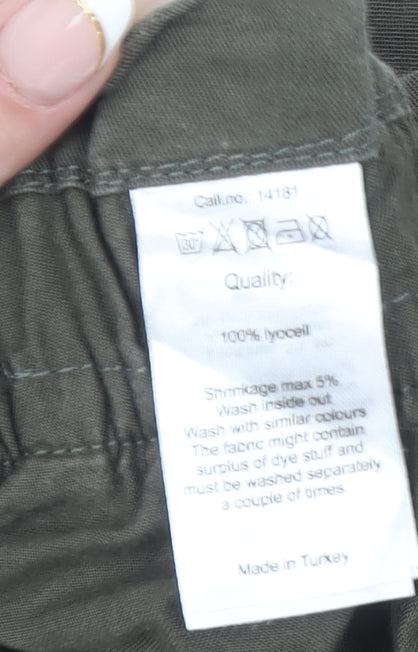 Call.no. 14181
30°
Quality:
100% lyocell
Shrinkage max 5%
Wash inside out
Wash with similar colours
The fabric might contain
surplus of dye stuff and
must be washed separately
a couple of times.
Made in Turkey